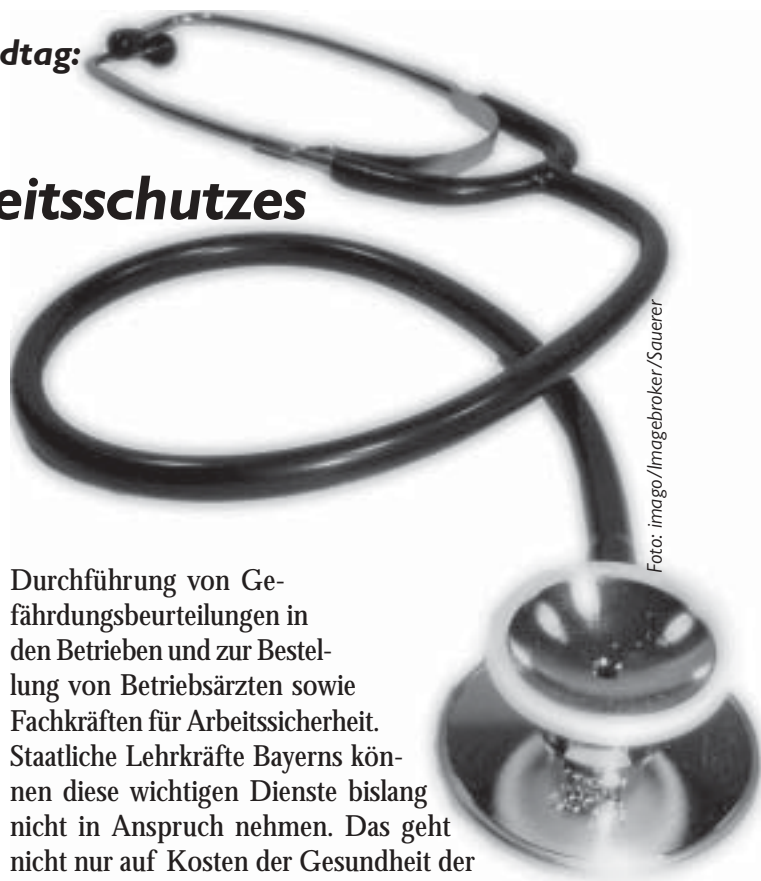 dtag:
eitsschutzes
Foto: imago/Imagebroker/Sauerer
Durchführung von Ge-
fährdungsbeurteilungen in
den Betrieben und zur Bestel-
lung von Betriebsärzten sowie
Fachkräften für Arbeitssicherheit.
Staatliche Lehrkräfte Bayerns kön-
nen diese wichtigen Dienste bislang
nicht in Anspruch nehmen. Das geht
nicht nur auf Kosten der Gesundheit der